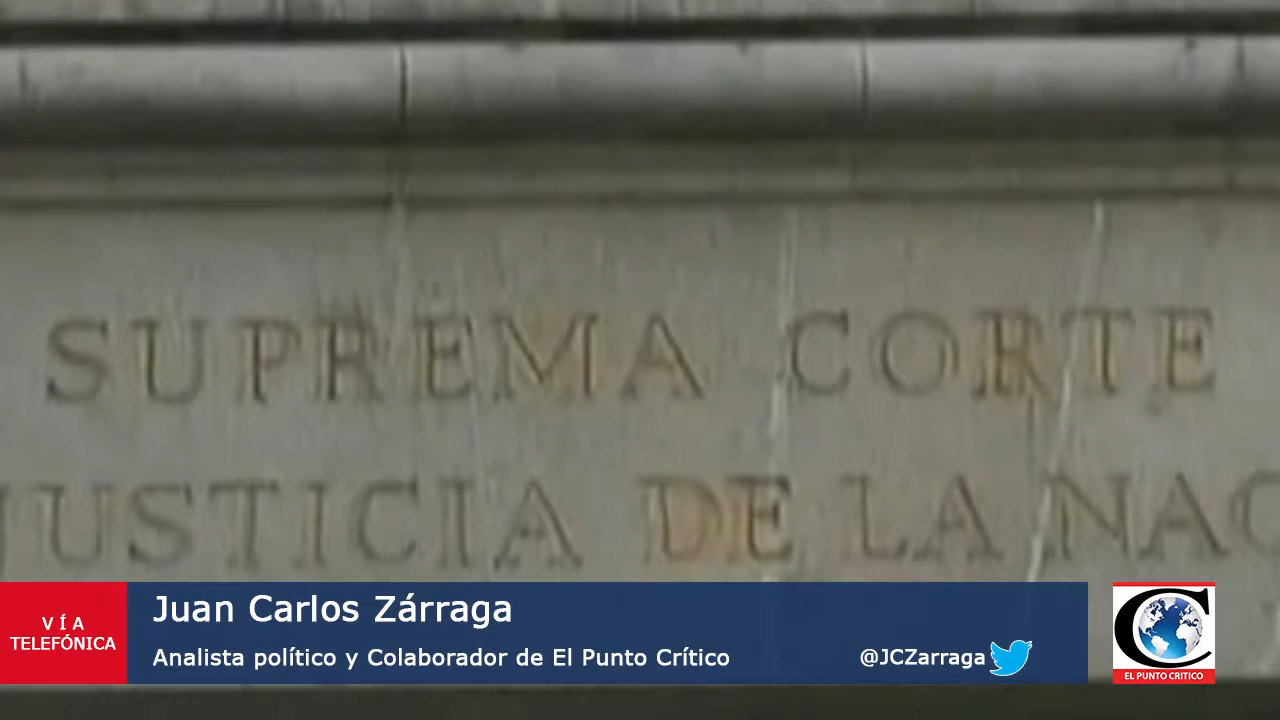 SUPREMA CORTE
JUSTICIA DE LA NAC
VÍA
TELEFÓNICA
Juan Carlos Zárraga
Analista político y Colaborador de El Punto Crítico
@JCZarraga
C
EL PUNTO CRITICO